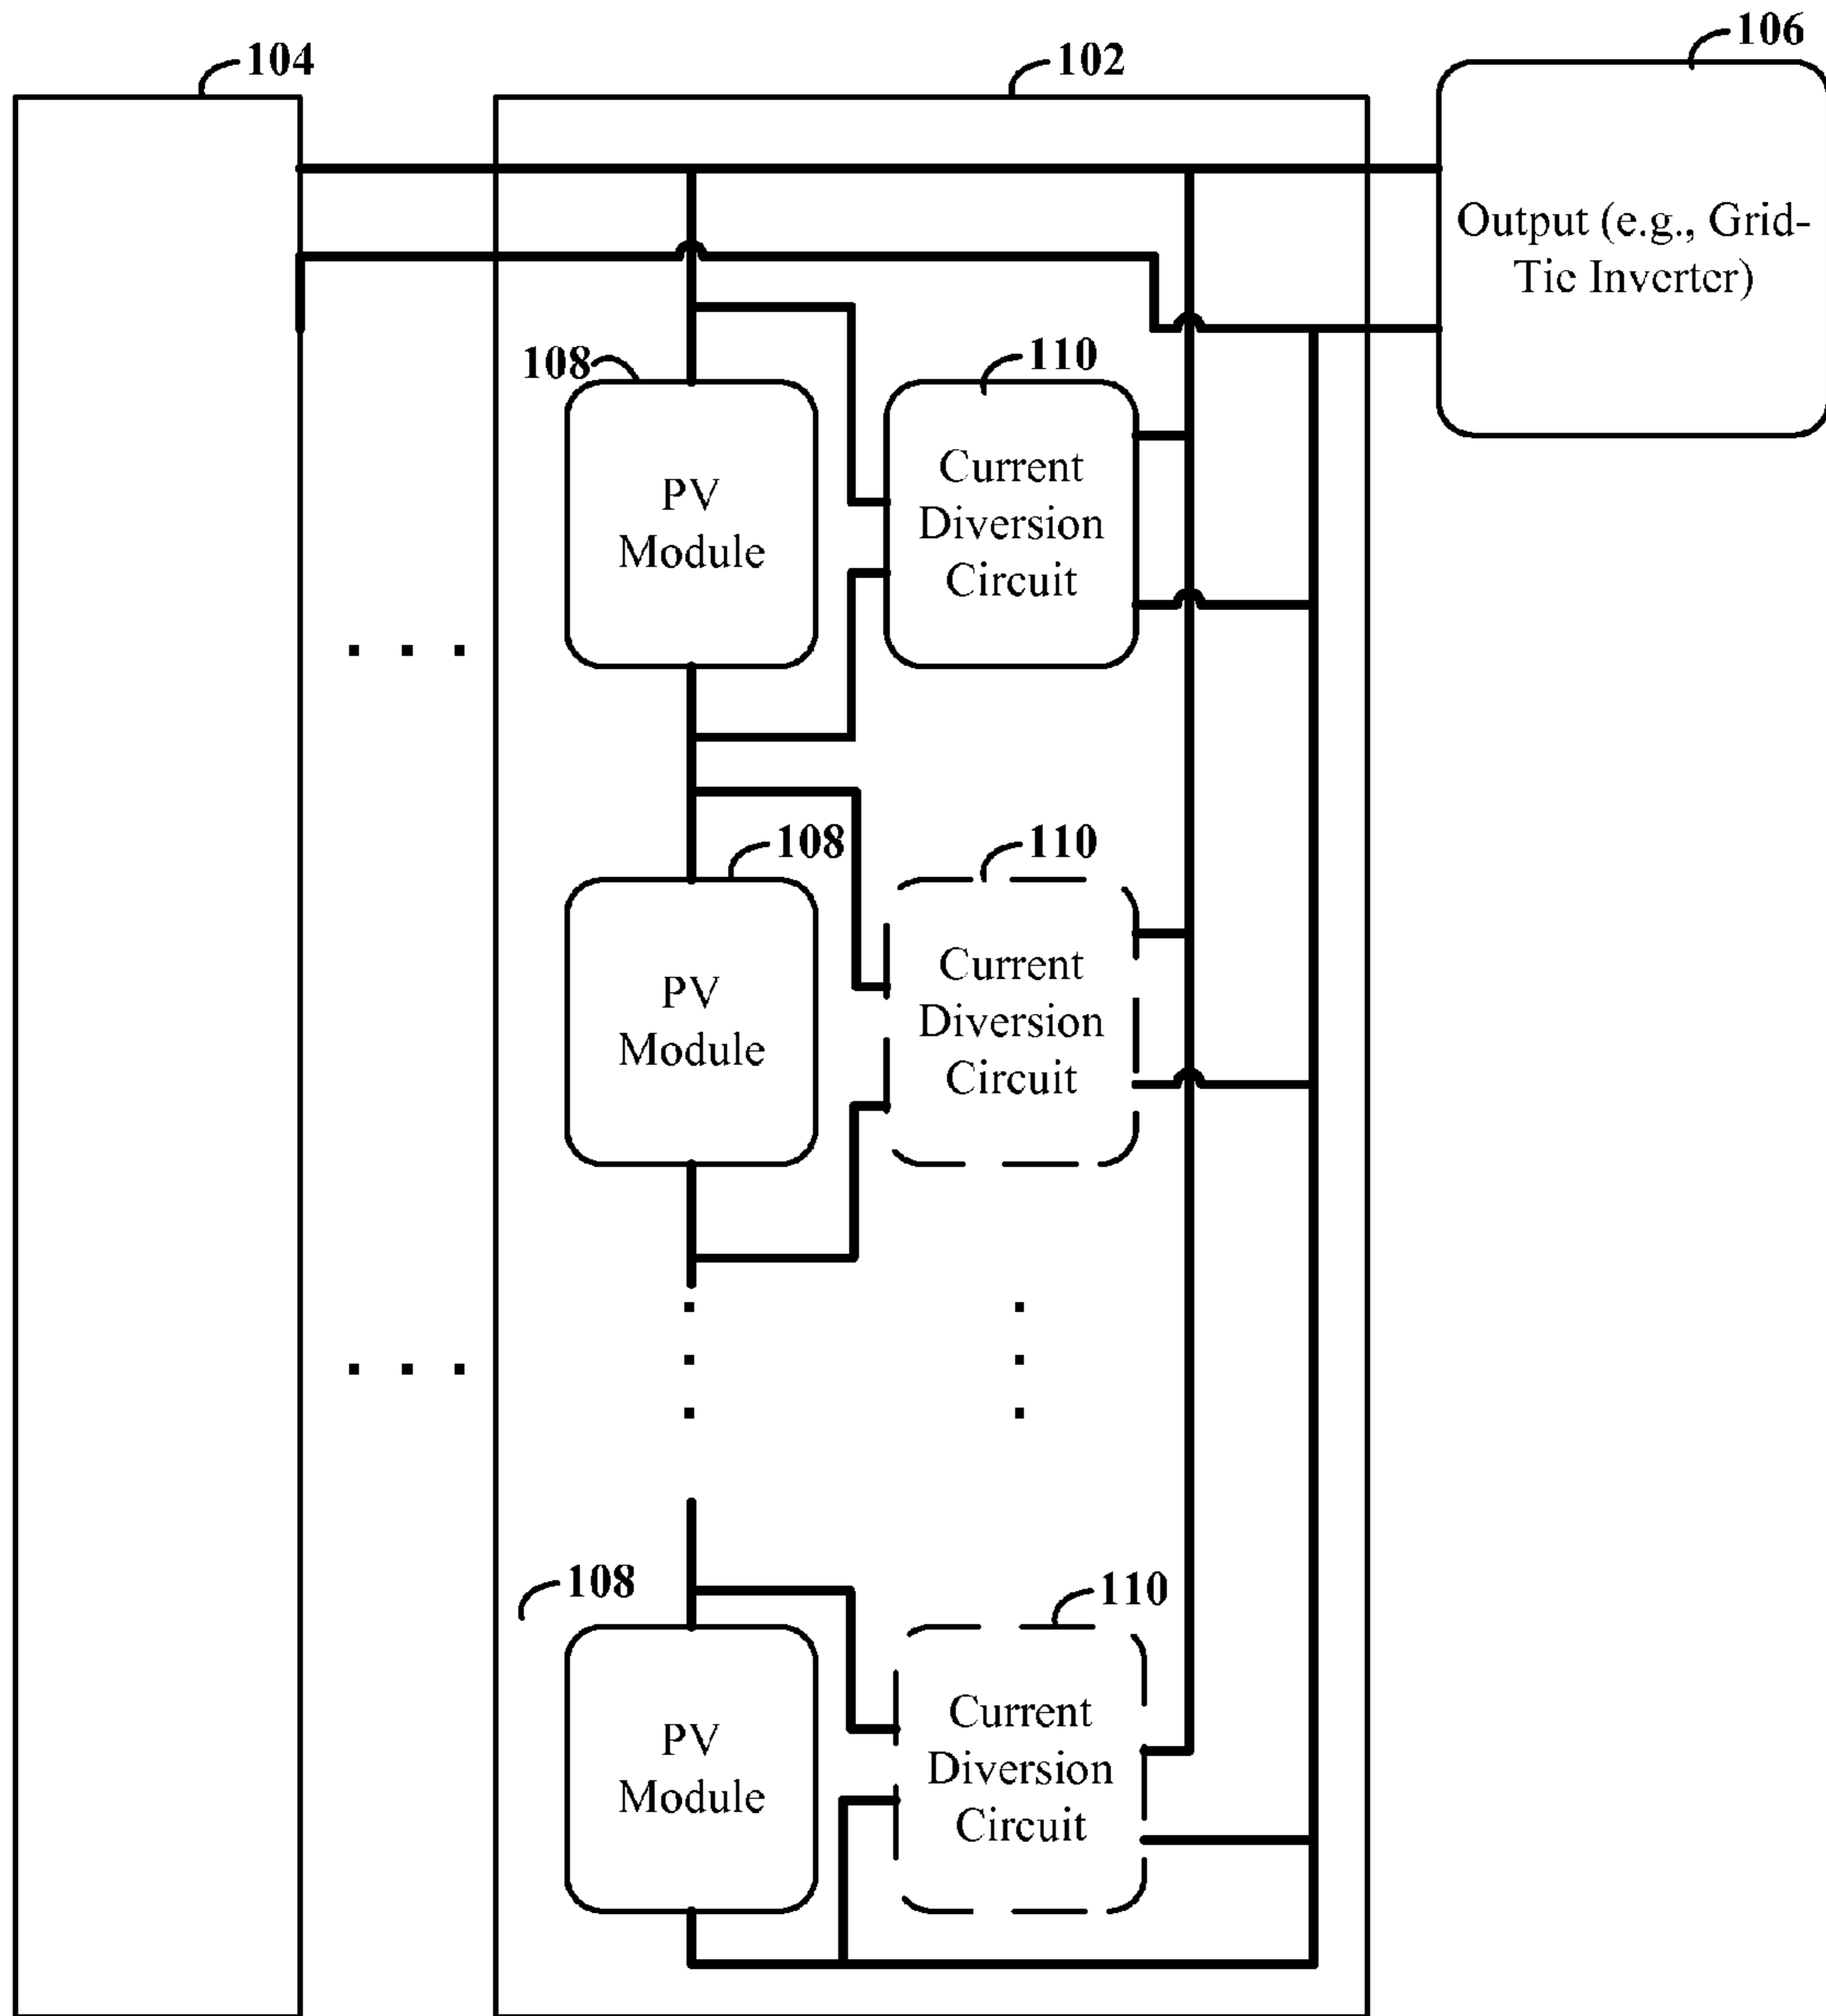 104
102
106
Output (e.g., Grid-
Tie Inverter)
108
110
PV
Module
Current
Diversion
Circuit
108
110
PV
Module
Current
Diversion
Circuit
108
110
PV
Module
Current
Diversion
Circuit